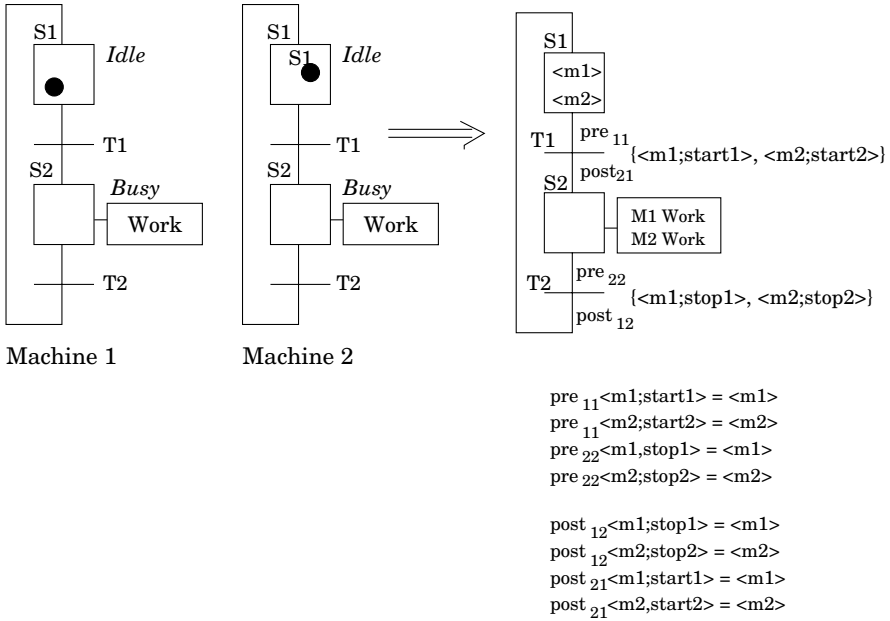 S1
Idle
T1
S2
Busy
Work
T2
Machine 1
S1
S1
Idle
T1
S2
Busy
Work
T2
Machine 2
S1
<m1>
<m2>
pre 11
T1
{<m1;start1>, <m2;start2>}
post 21
S2
M1 Work
M2 Work
pre 22
T2
{<m1;stop1>, <m2;stop2>}
post 12
pre 11 <m1;start1> = <m1>
pre 11 <m2;start2> = <m2>
pre 22 <m1,stop1> = <m1>
pre 22 <m2;stop2> = <m2>
post 12 <m1;stop1> = <m1>
post 12 <m2;stop2> = <m2>
post 21 <m1;start1> = <m1>
post 21 <m2,start2> = <m2>